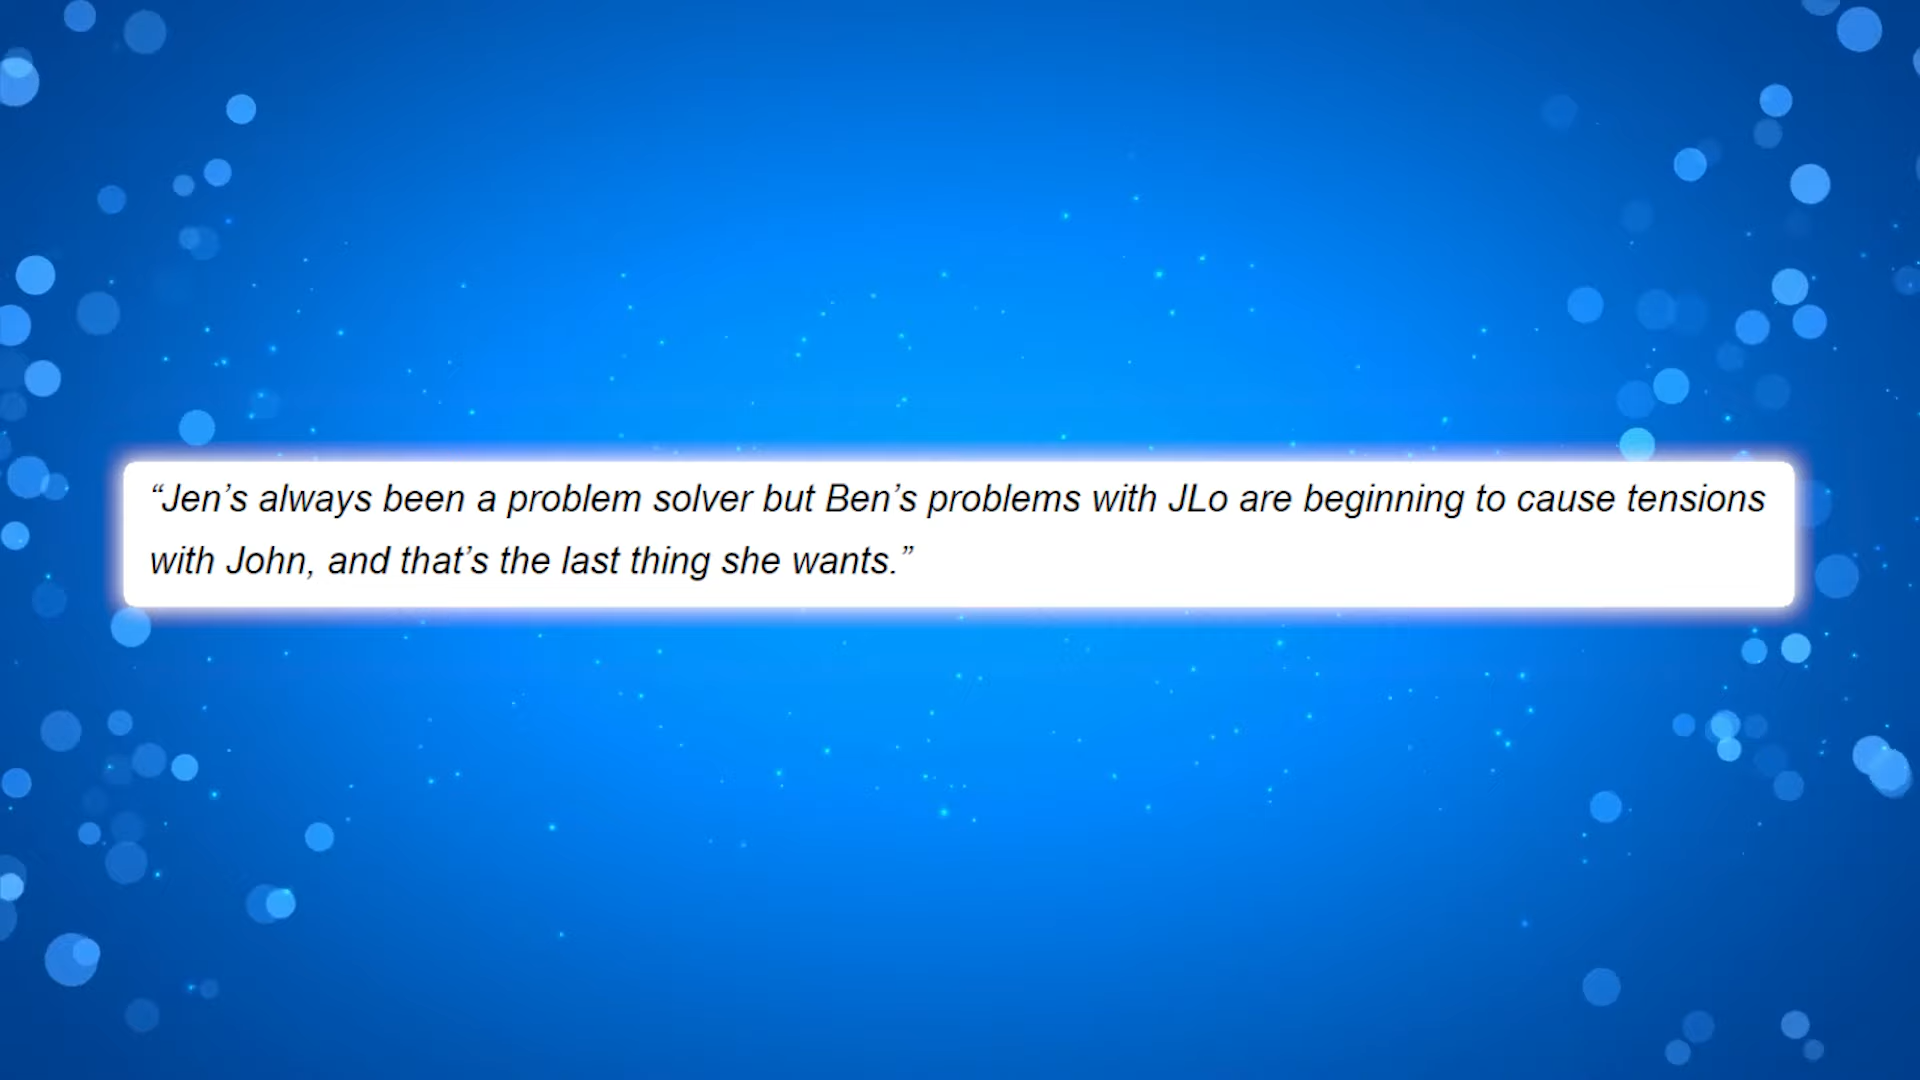 “Jen’s always been a problem solver but Ben’s problems with JLo are beginning to cause tensions
with John, and that’s the last thing she wants.”